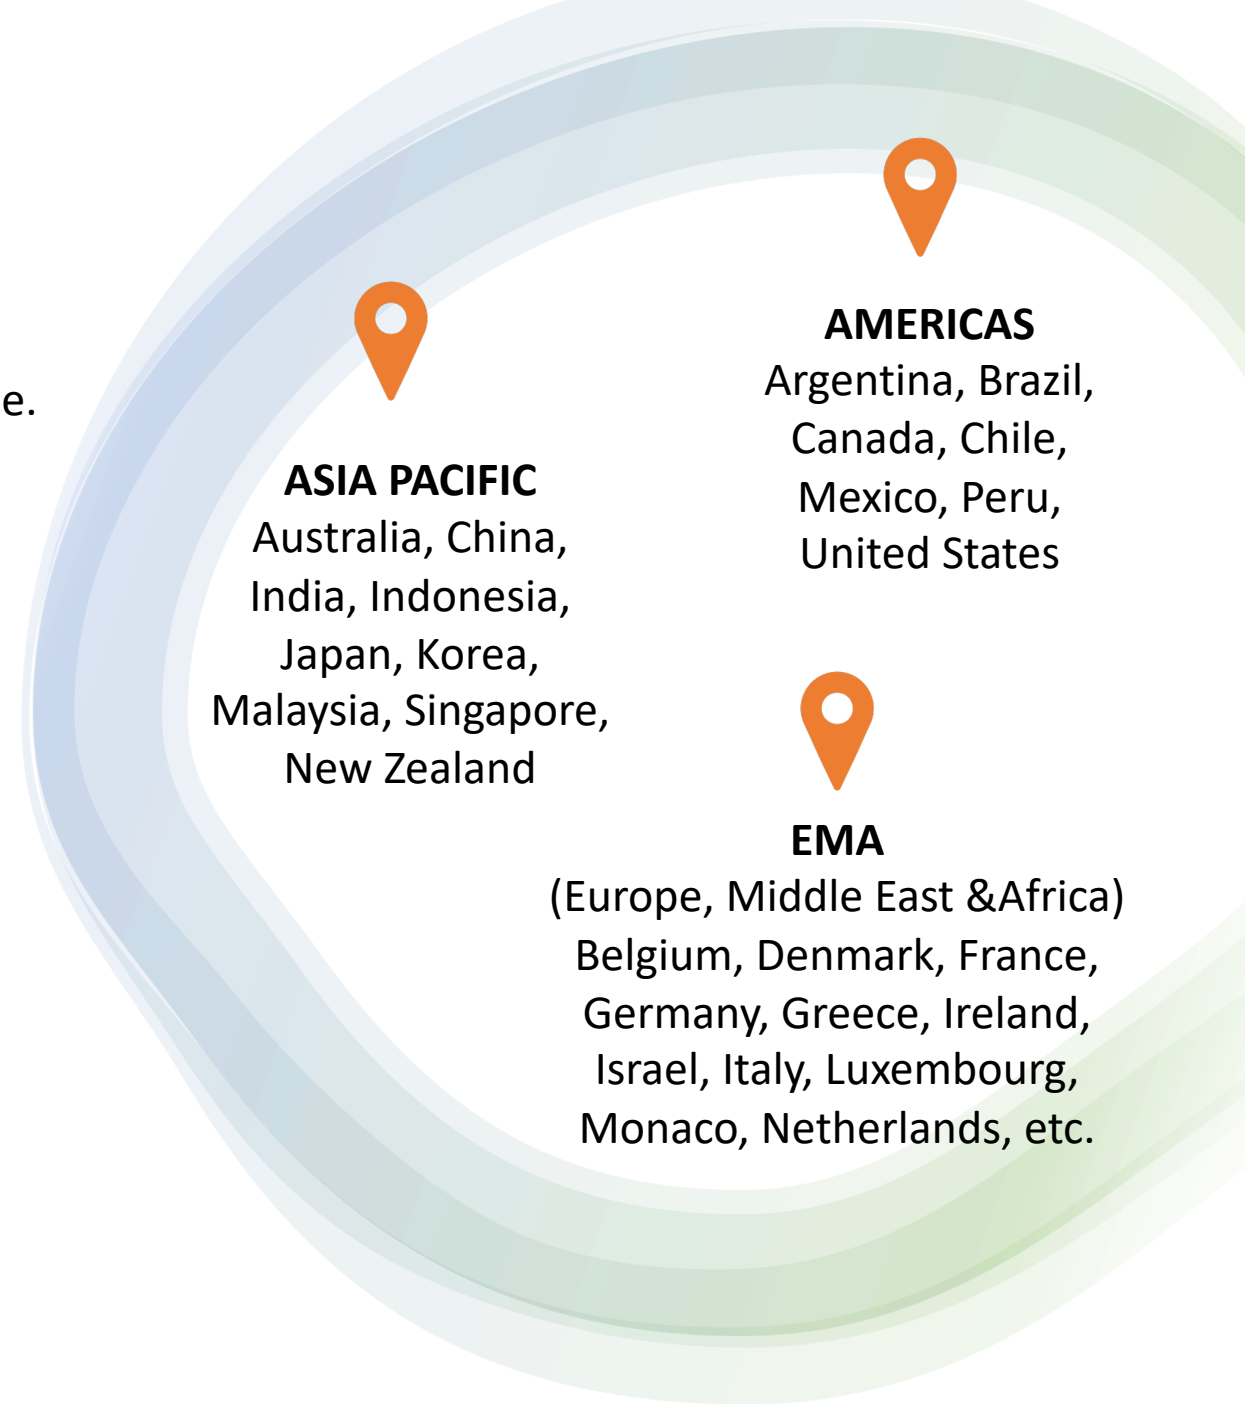 e.
AMERICAS
Argentina, Brazil,
Canada, Chile,
Mexico, Peru,
United States
ASIA PACIFIC
Australia, China,
India, Indonesia,
Japan, Korea,
Malaysia, Singapore,
New Zealand
EMA
(Europe, Middle East &Africa)
Belgium, Denmark, France,
Germany, Greece, Ireland,
Israel, Italy, Luxembourg,
Monaco, Netherlands, etc.